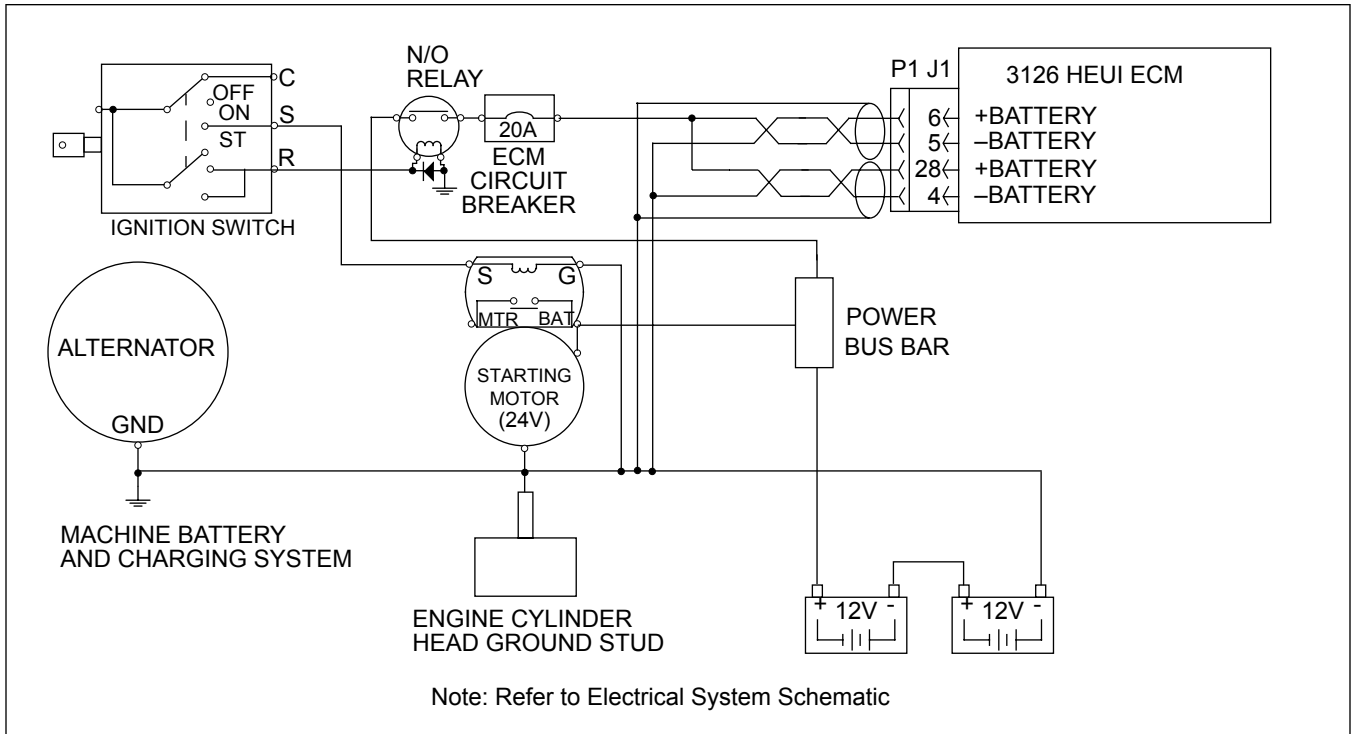 N/O
RELAY
P1 J1
3126 HEUI ECM
C
OFF
ON
S
ST
R
IGNITION SWITCH
20A
ECM
CIRCUIT
BREAKER
6 +BATTERY
5 –BATTERY
28 +BATTERY
4 –BATTERY
S G
MTR BAT
STARTING
MOTOR
(24V)
POWER
BUS BAR
ALTERNATOR
GND
MACHINE BATTERY
AND CHARGING SYSTEM
ENGINE CYLINDER
HEAD GROUND STUD
+ 12V -
+ 12V -
Note: Refer to Electrical System Schematic